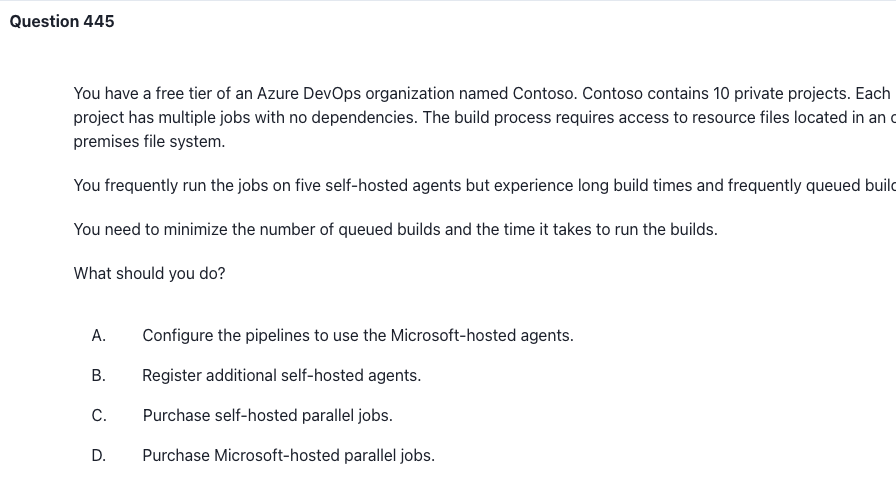 Question 445
You have a free tier of an Azure DevOps organization named Contoso. Contoso contains 10 private projects. Each
project has multiple jobs with no dependencies. The build process requires access to resource files located in an
premises file system.
You frequently run the jobs on five self-hosted agents but experience long build times and frequently queued
You need to minimize the number of queued builds and the time it takes to run the builds.
What should you do?
A. Configure the pipelines to use the Microsoft-hosted agents.
B. Register additional self-hosted agents.
C. Purchase self-hosted parallel jobs.
D. Purchase Microsoft-hosted parallel jobs.